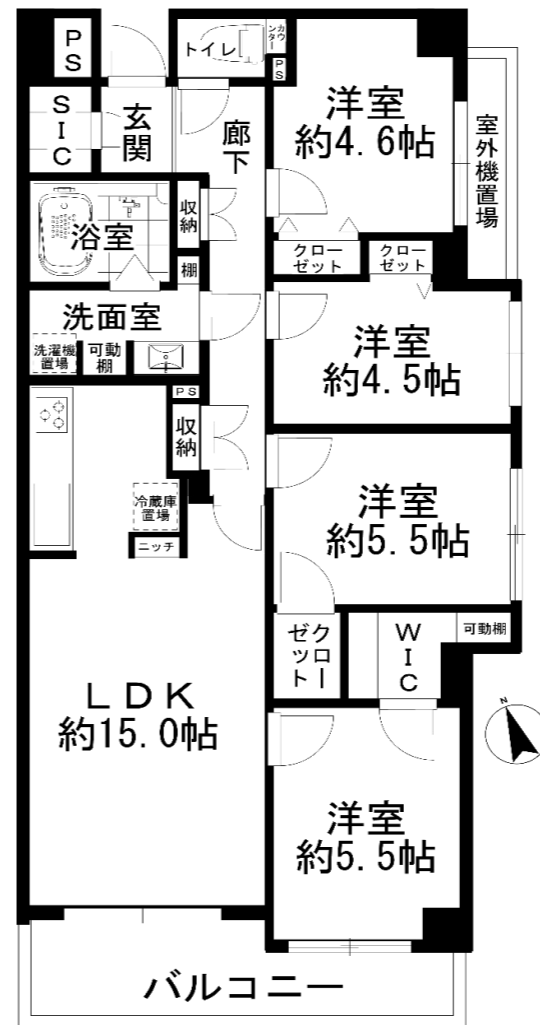 PS
トイレ
カウンター
PS
SIC
玄関
廊下
洋室
約4.6帖
室外機置場
収納
浴室
クローゼット
クローゼット
棚
洗面室
洗濯機
置場
可動
棚
洋室
約4.5帖
PS
収納
冷蔵庫
置場
ニッチ
洋室
約5.5帖
クローゼット
WIC
可動棚
LDK
約15.0帖
N
洋室
約5.5帖
バルコニー